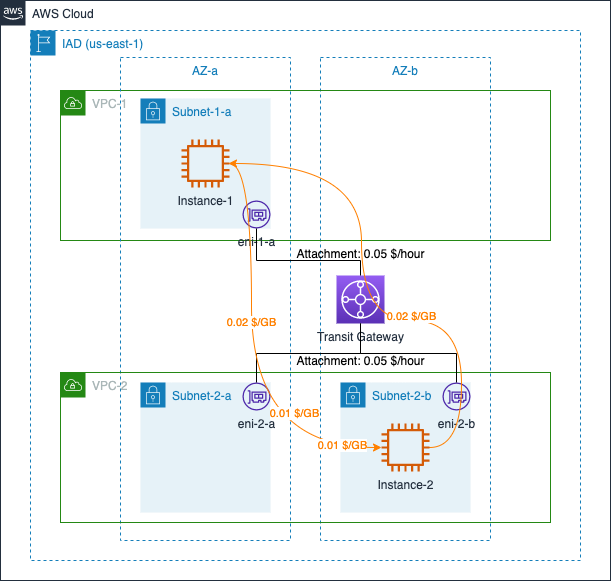 aws
AWS Cloud
IAD (us-east-1)
AZ-a
AZ-b
VPC-1
Subnet-1-a
Instance-1
eni-1-a
Attachment: 0.05 $/hour
0.02 $/GB
0.02 $/GB
Transit Gateway
Attachment: 0.05 $/hour
VPC-2
Subnet-2-a
Subnet-2-b
0.01 $/GB
eni-2-a
eni-2-b
0.01 $/GB
Instance-2